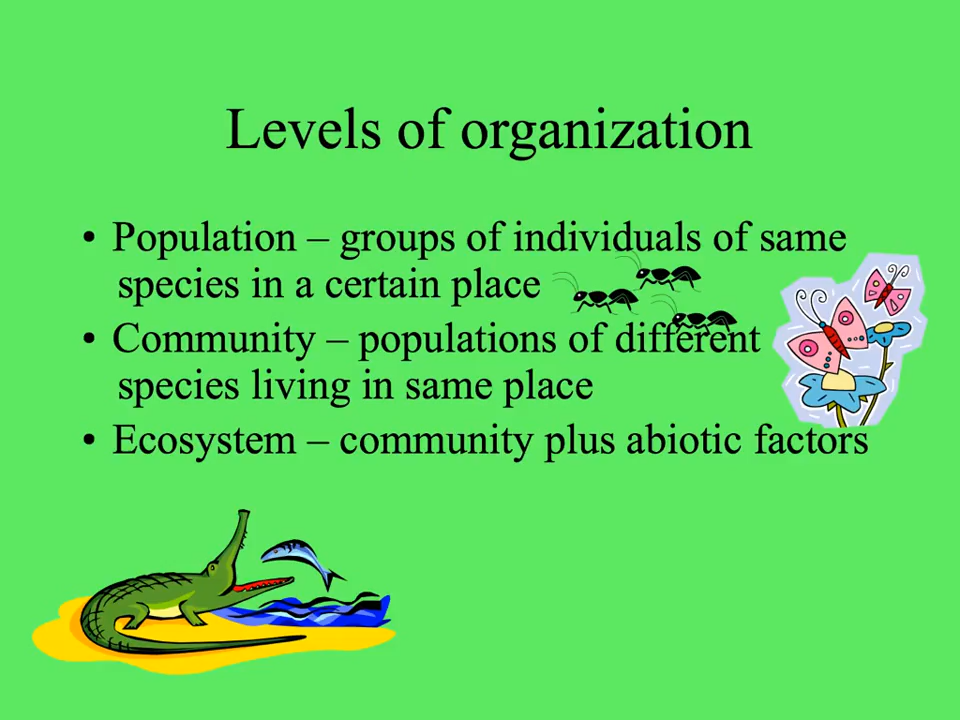 Levels of organization
• Population – groups of individuals of same
species in a certain place
• Community – populations of different
species living in same place
• Ecosystem – community plus abiotic factors